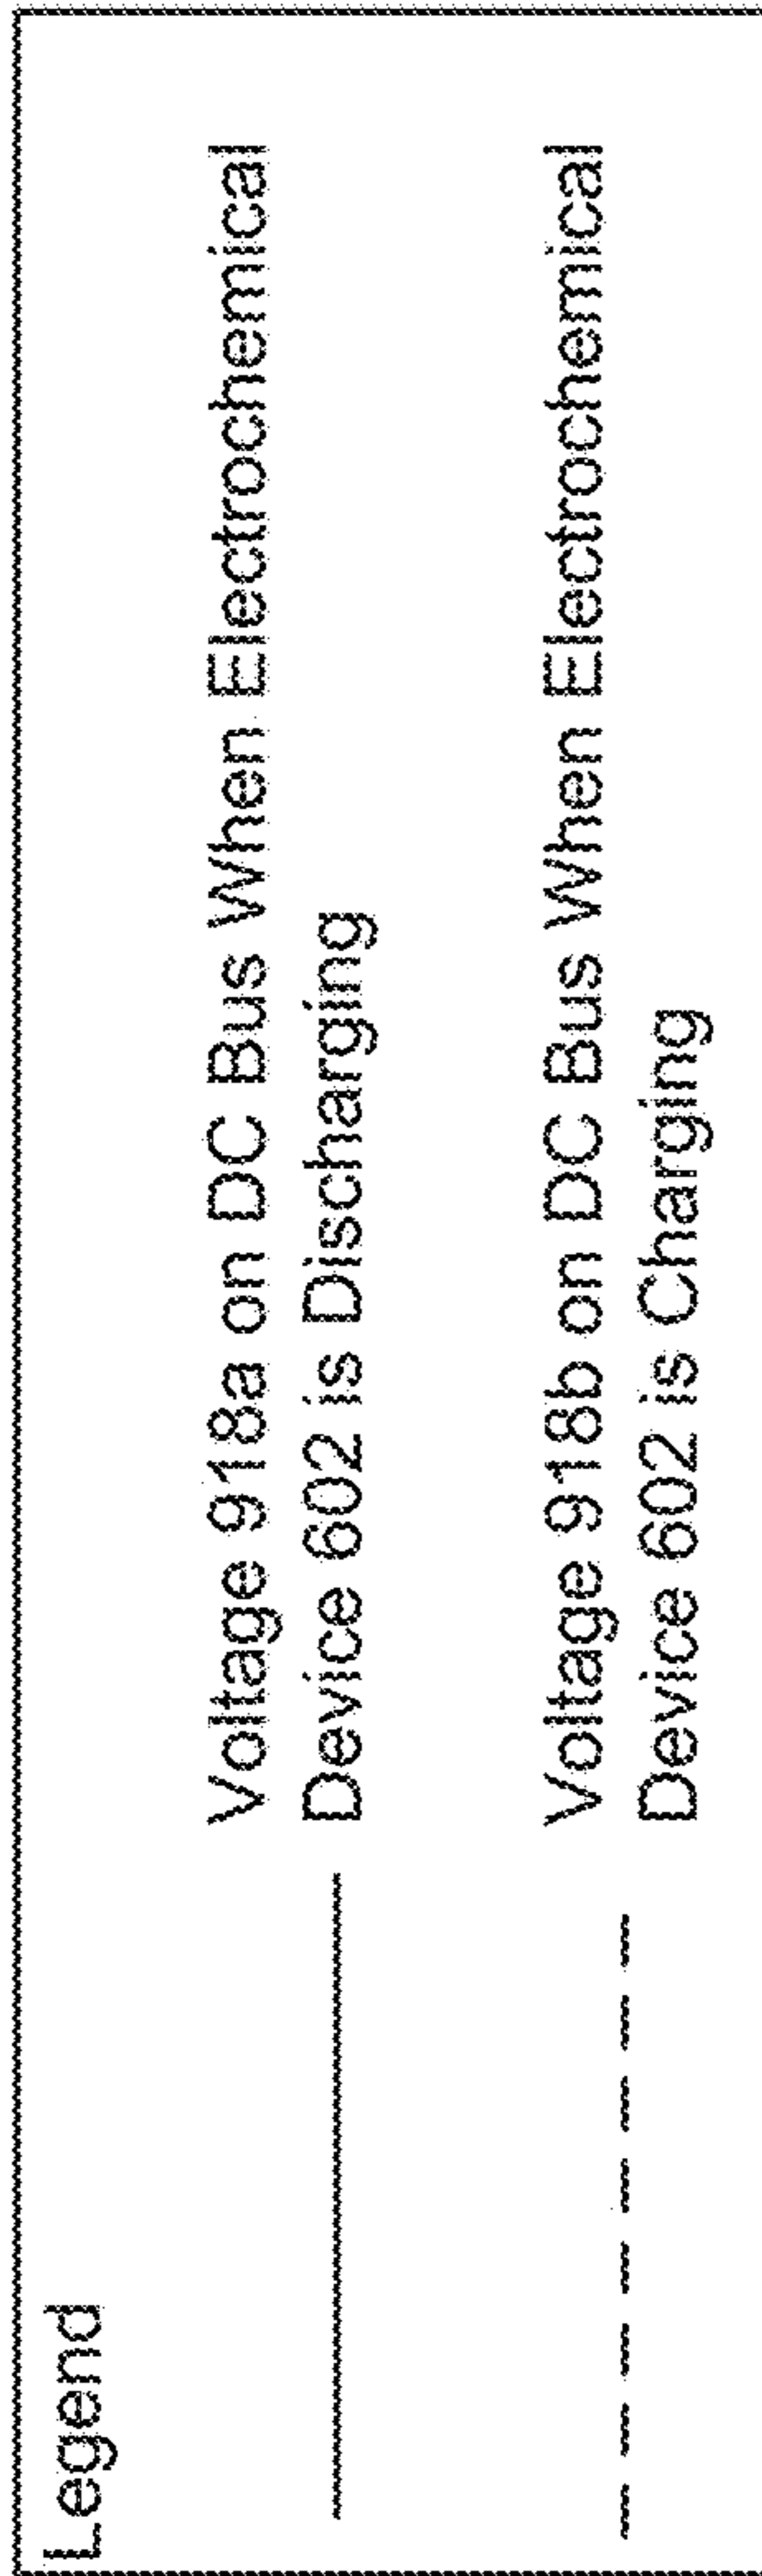 Legend
Voltage 918a on DC Bus When Electrochemical
Device 602 is Discharging
Voltage 918b on DC Bus When Electrochemical
Device 602 is Charging